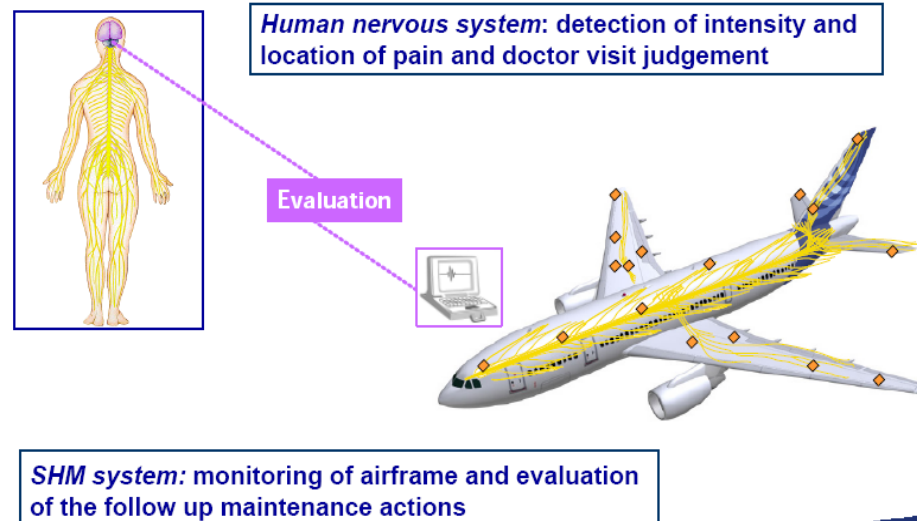 Human nervous system: detection of intensity and
location of pain and doctor visit judgement
Evaluation
SHM system: monitoring of airframe and evaluation
of the follow up maintenance actions